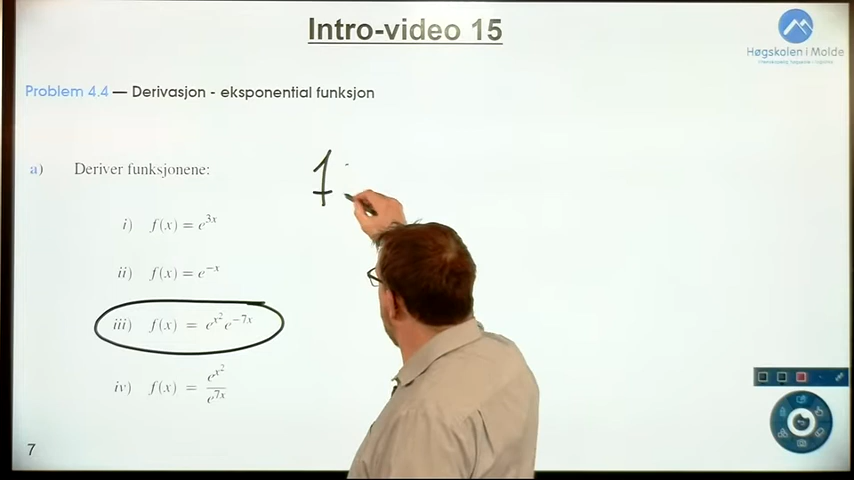 Intro-video 15
Høgskolen i Molde
Problem 4.4 — Derivasjon - eksponential funksjon
a) Deriver funksjonene:
i) f(x) = e^{3x}
ii) f(x) = e^{-x}
iii) f(x) = e^{x^2} e^{-7x}
iv) f(x) = \frac{e^{x^2}}{e^{7x}}
f
7